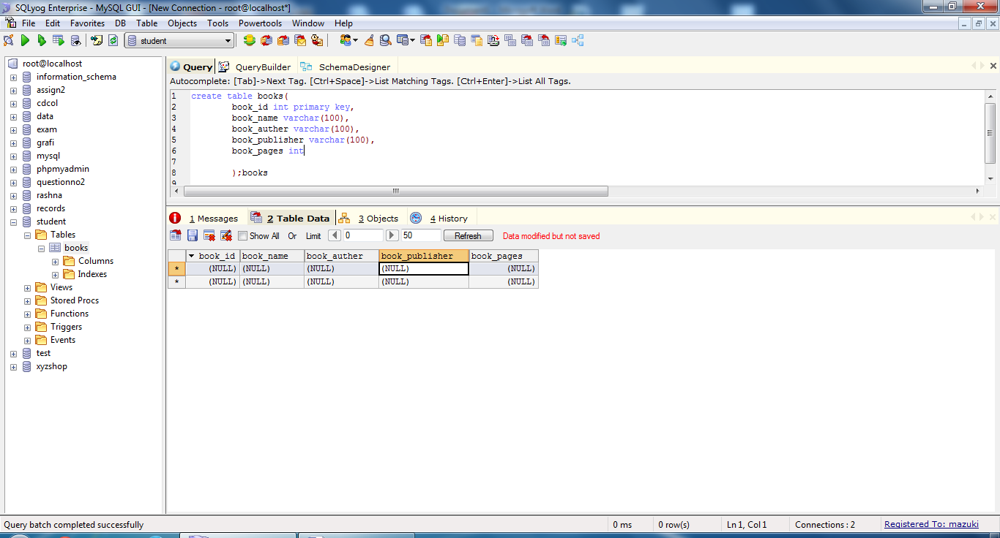 SQLyog Enterprise - MySQL GUI - [New Connection - root@localhost*]
File Edit Favorites DB Table Objects Tools Powertools Window Help
student
root@localhost
information_schema
assign2
cdcol
data
exam
grafi
mysql
phpmyadmin
questionno2
rashna
records
student
Tables
books
Columns
Indexes
Views
Stored Procs
Functions
Triggers
Events
test
xyzshop
Query QueryBuilder SchemaDesigner
Autocomplete: [Tab]->Next Tag. [Ctrl+Space]->List Matching Tags. [Ctrl+Enter]->List All Tags.
1 create table books(
2 book_id int primary key,
3 book_name varchar(100),
4 book_auther varchar(100),
5 book_publisher varchar(100),
6 book_pages int
7
8 );books
9
1 Messages 2 Table Data 3 Objects 4 History
Show All Or Limit 0 50 Refresh Data modified but not saved
book_id book_name book_auther book_publisher book_pages
* (NULL) (NULL) (NULL) (NULL) (NULL)
* (NULL) (NULL) (NULL) (NULL) (NULL)
Query batch completed successfully 0 ms 0 row(s) Ln 1, Col 1 Connections : 2 Registered To: mazuki